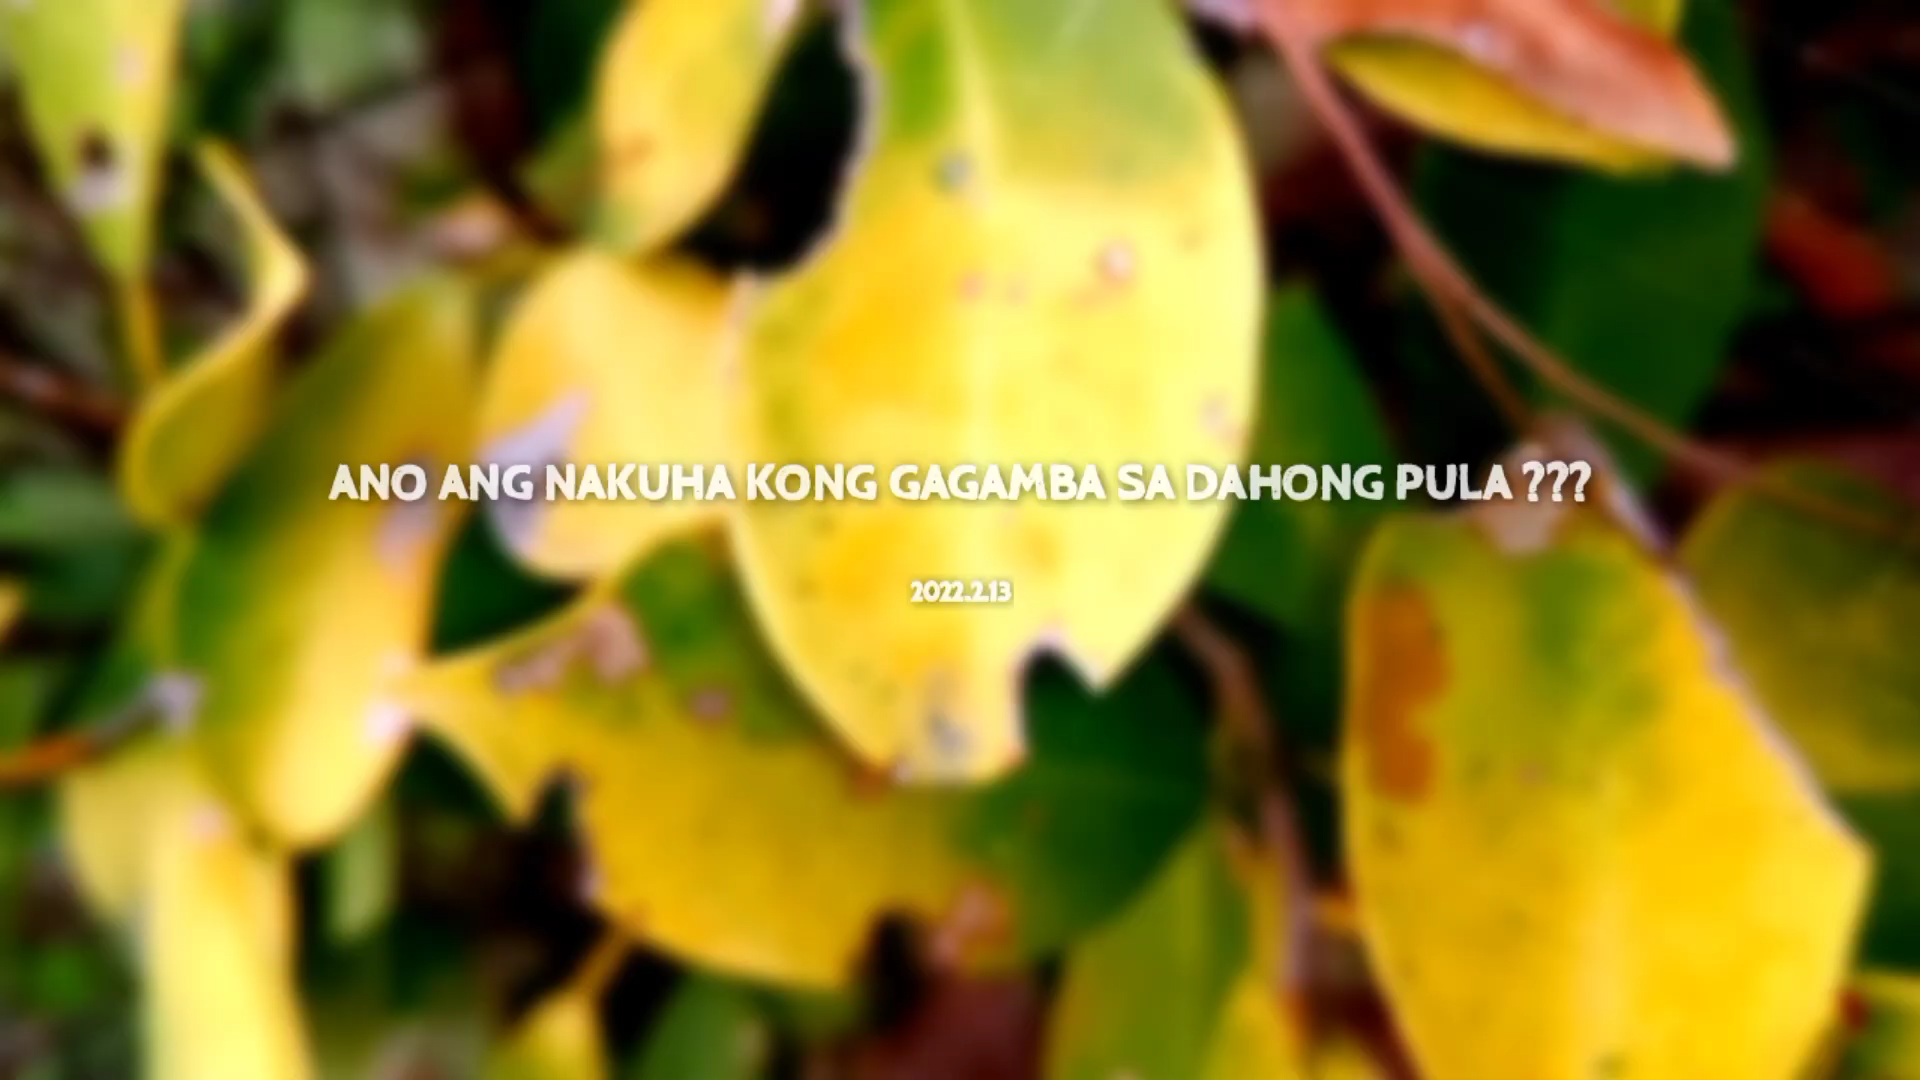 ANO ANG NAKUHA KONG GAGAMBA SA DAHONG PULA ???
2022.2.13